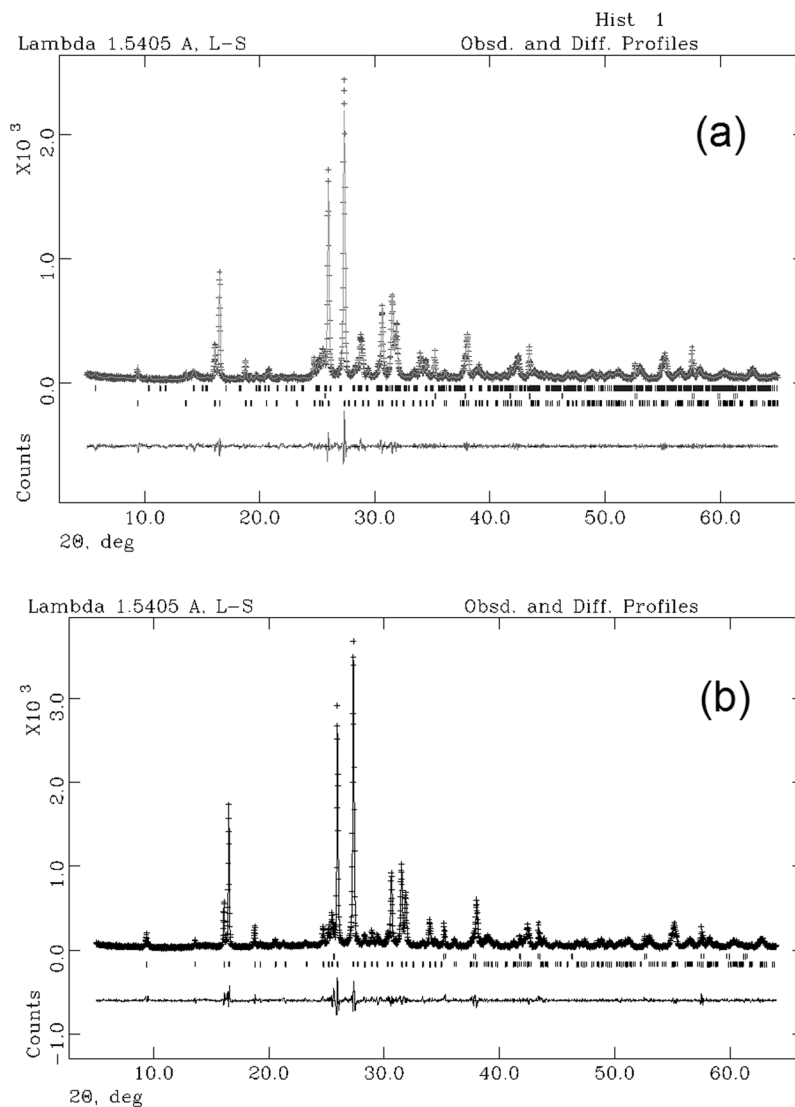 Hist 1
Lambda 1.5405 A, L-S Obsd. and Diff. Profiles
(a)
X10 3
2.0
1.0
0.0
Counts
10.0 20.0 30.0 40.0 50.0 60.0
2Θ, deg
Lambda 1.5405 A, L-S Obsd. and Diff. Profiles
(b)
X10 3
3.0
2.0
1.0
0.0
-1.0
Counts
10.0 20.0 30.0 40.0 50.0 60.0
2Θ, deg